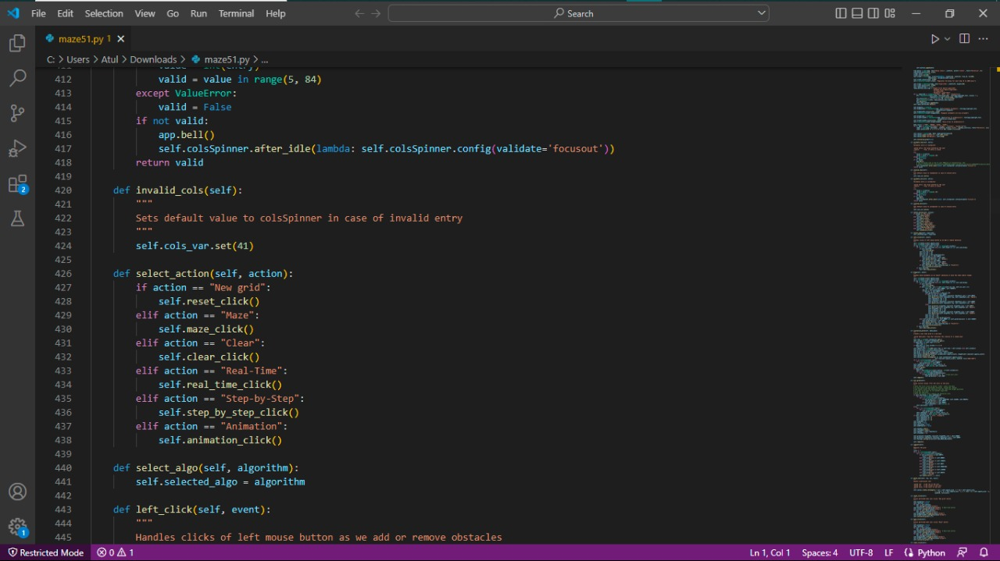 File Edit Selection View Go Run Terminal Help
Search
maze51.py 1
C: > Users > Atul > Downloads > maze51.py > ...
412 valid = value in range(5, 84)
413 except ValueError:
414 valid = False
415 if not valid:
416 app.bell()
417 self.colsSpinner.after_idle(lambda: self.colsSpinner.config(validate='focusout'))
418 return valid
419
420 def invalid_cols(self):
421 """
422 Sets default value to colsSpinner in case of invalid entry
423 """
424 self.cols_var.set(41)
425
426 def select_action(self, action):
427 if action == "New grid":
428 self.reset_click()
429 elif action == "Maze":
430 self.maze_click()
431 elif action == "Clear":
432 self.clear_click()
433 elif action == "Real-Time":
434 self.real_time_click()
435 elif action == "Step-by-Step":
436 self.step_by_step_click()
437 elif action == "Animation":
438 self.animation_click()
439
440 def select_algo(self, algorithm):
441 self.selected_algo = algorithm
442
443 def left_click(self, event):
444 """
445 Handles clicks of left mouse button as we add or remove obstacles
2
1
Restricted Mode 0 1 Ln 1, Col 1 Spaces: 4 UTF-8 LF Python